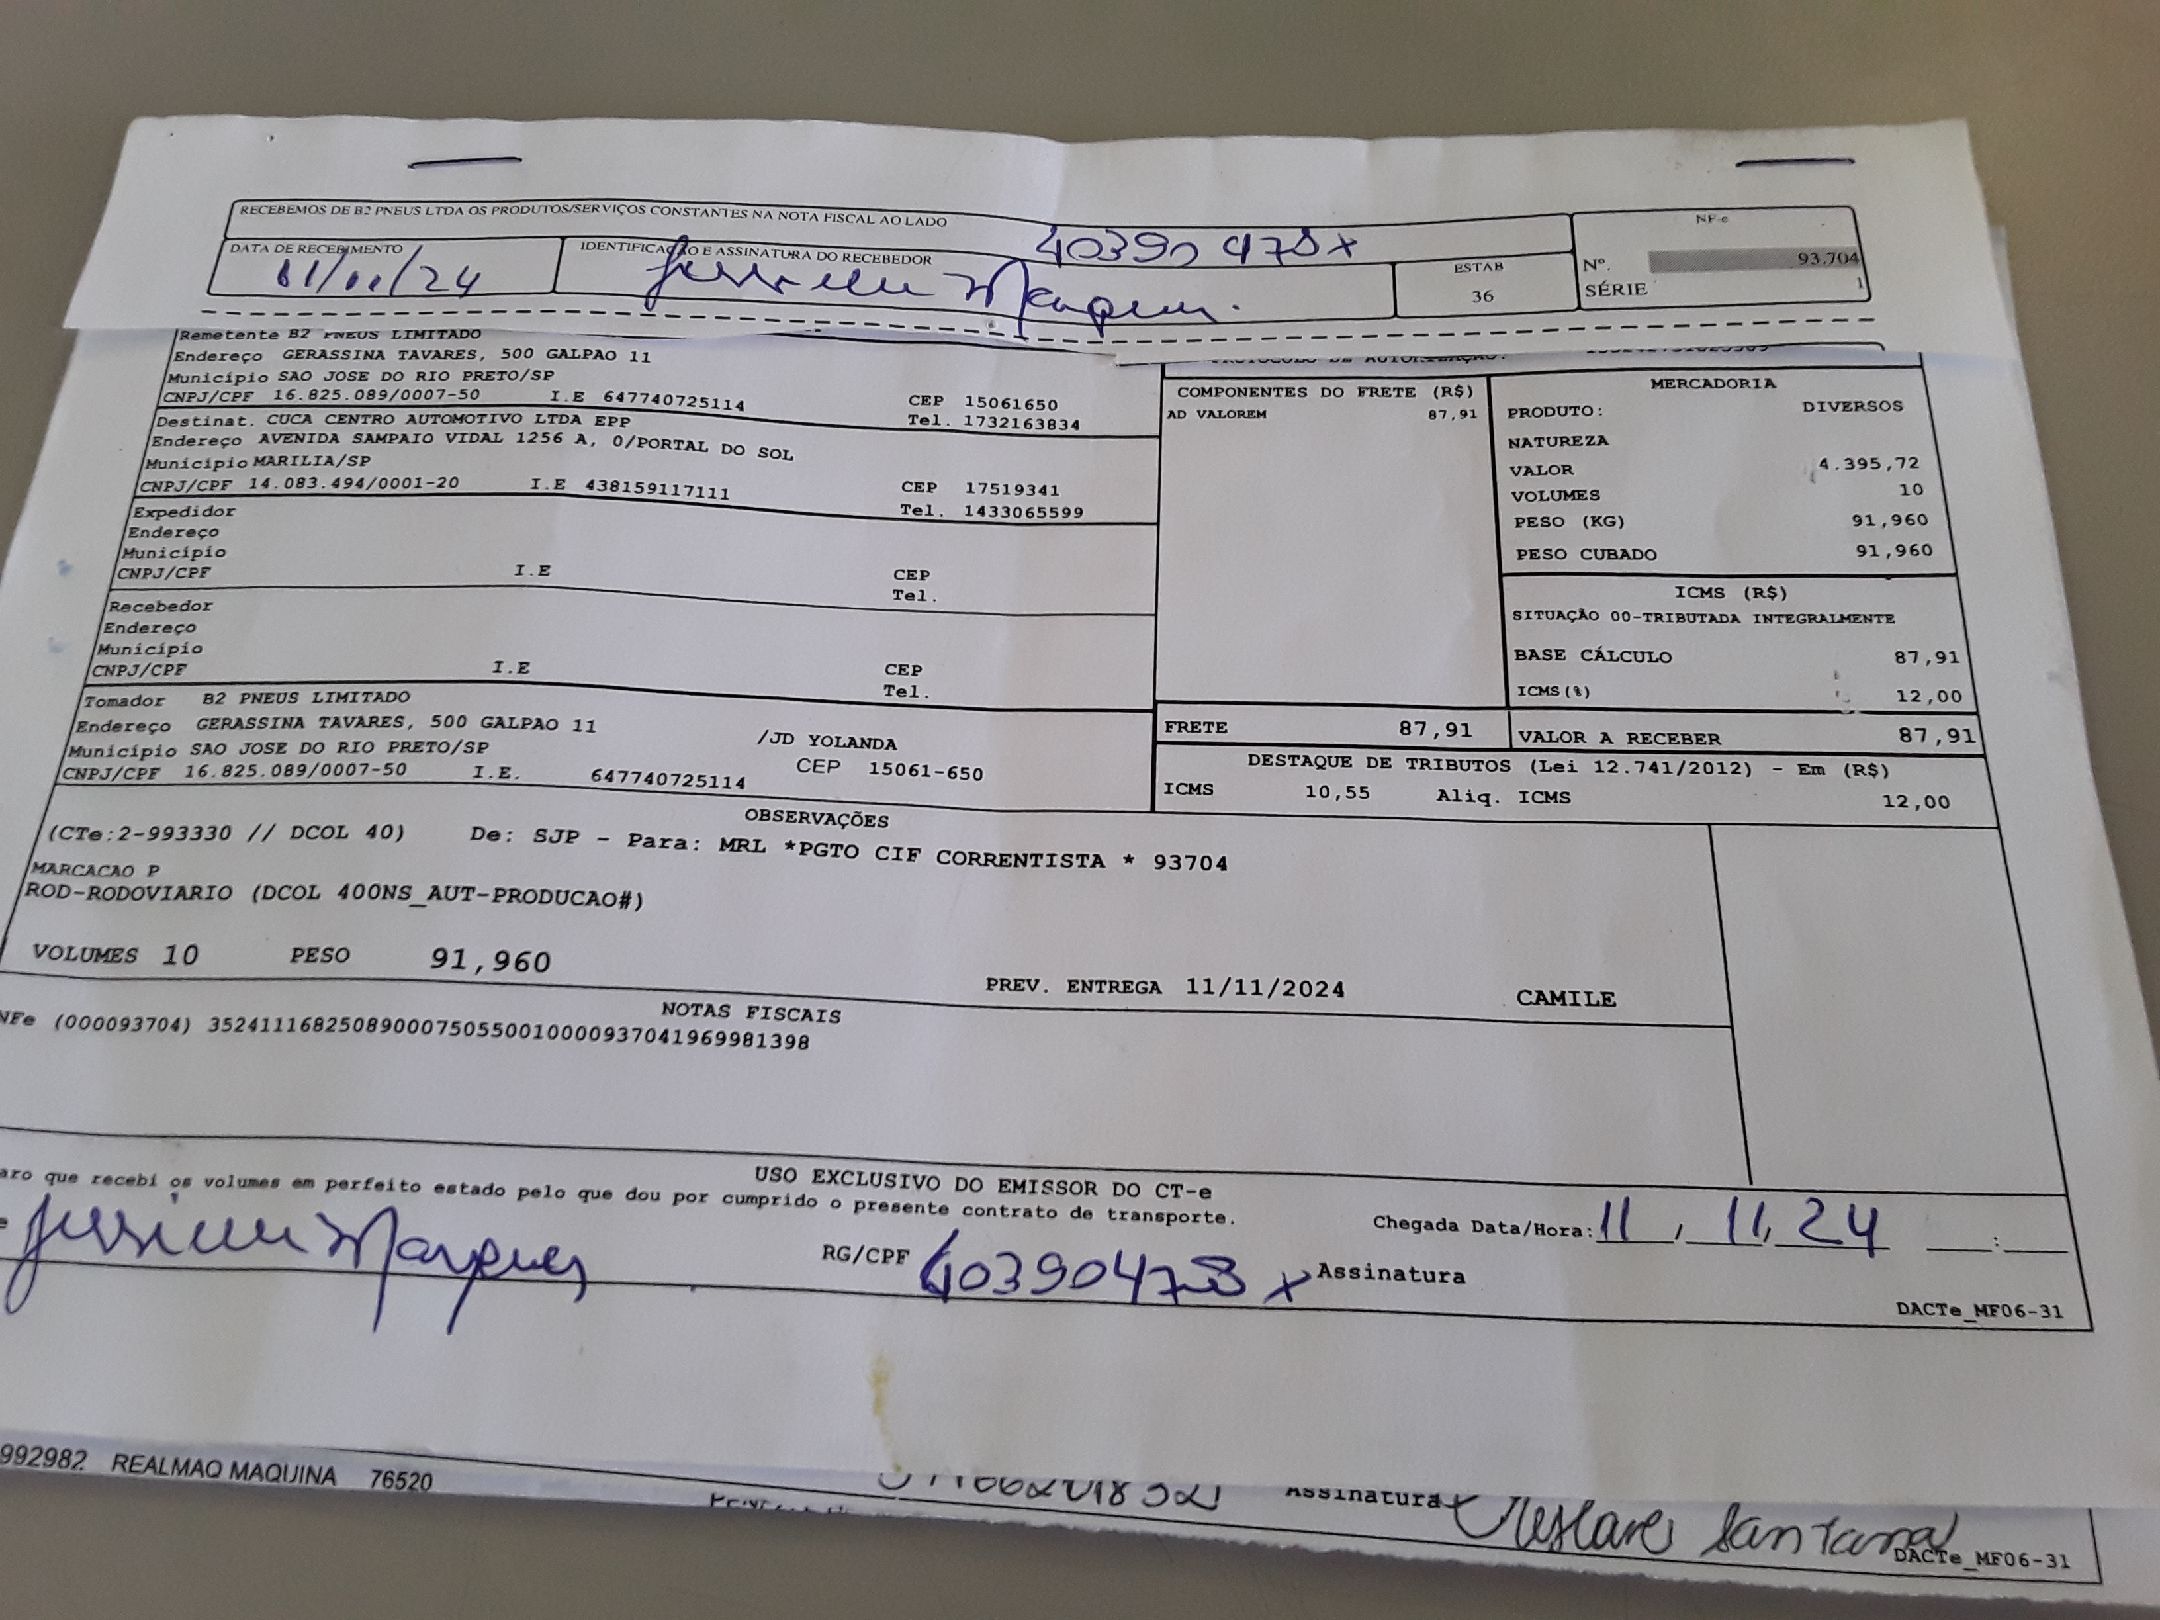 RECEBEMOS DE B2 PNEUS LTDA OS PRODUTOS/SERVIÇOS CONSTANTES NA NOTA FISCAL AO LADO
DATA DE RECEBIMENTO
11/11/24
IDENTIFICAÇÃO E ASSINATURA DO RECEBEDOR
40390478x
Marques
ESTAB
36
NF-e
Nº. 93.704
SÉRIE 1
Remetente B2 PNEUS LIMITADO
Endereço GERASSINA TAVARES, 500 GALPAO 11
Município SAO JOSE DO RIO PRETO/SP
CNPJ/CPF 16.825.089/0007-50 I.E 647740725114 CEP 15061650
Tel. 1732163834
Destinat. CUCA CENTRO AUTOMOTIVO LTDA EPP
Endereço AVENIDA SAMPAIO VIDAL 1256 A, 0/PORTAL DO SOL
Município MARILIA/SP
CNPJ/CPF 14.083.494/0001-20 I.E 438159117111 CEP 17519341
Tel. 1433065599
Expedidor
Endereço
Município
CNPJ/CPF I.E CEP
Tel.
Recebedor
Endereço
Município
CNPJ/CPF I.E CEP
Tel.
Tomador B2 PNEUS LIMITADO
Endereço GERASSINA TAVARES, 500 GALPAO 11 /JD YOLANDA
Município SAO JOSE DO RIO PRETO/SP CEP 15061-650
CNPJ/CPF 16.825.089/0007-50 I.E. 647740725114
COMPONENTES DO FRETE (R$)
AD VALOREM 87,91
MERCADORIA
PRODUTO: DIVERSOS
NATUREZA
VALOR 4.395,72
VOLUMES 10
PESO (KG) 91,960
PESO CUBADO 91,960
ICMS (R$)
SITUAÇÃO 00-TRIBUTADA INTEGRALMENTE
BASE CÁLCULO 87,91
ICMS(%) 12,00
FRETE 87,91 VALOR A RECEBER 87,91
DESTAQUE DE TRIBUTOS (Lei 12.741/2012) - Em (R$)
ICMS 10,55 Aliq. ICMS 12,00
OBSERVAÇÕES
(CTe:2-993330 // DCOL 40) De: SJP - Para: MRL *PGTO CIF CORRENTISTA * 93704
MARCACAO P
ROD-RODOVIARIO (DCOL 400NS_AUT-PRODUCAO#)
VOLUMES 10 PESO 91,960
PREV. ENTREGA 11/11/2024 CAMILE
NOTAS FISCAIS
NFe (000093704) 35241116825089000750550010000937041969981398
USO EXCLUSIVO DO EMISSOR DO CT-e
aro que recebi os volumes em perfeito estado pelo que dou por cumprido o presente contrato de transporte.
Chegada Data/Hora: 11/11/24 __:__
Marques RG/CPF 40390478x Assinatura
DACTe_MF06-31
992982 REALMAQ MAQUINA 76520
Assinatura Santana
DACTe_MF06-31